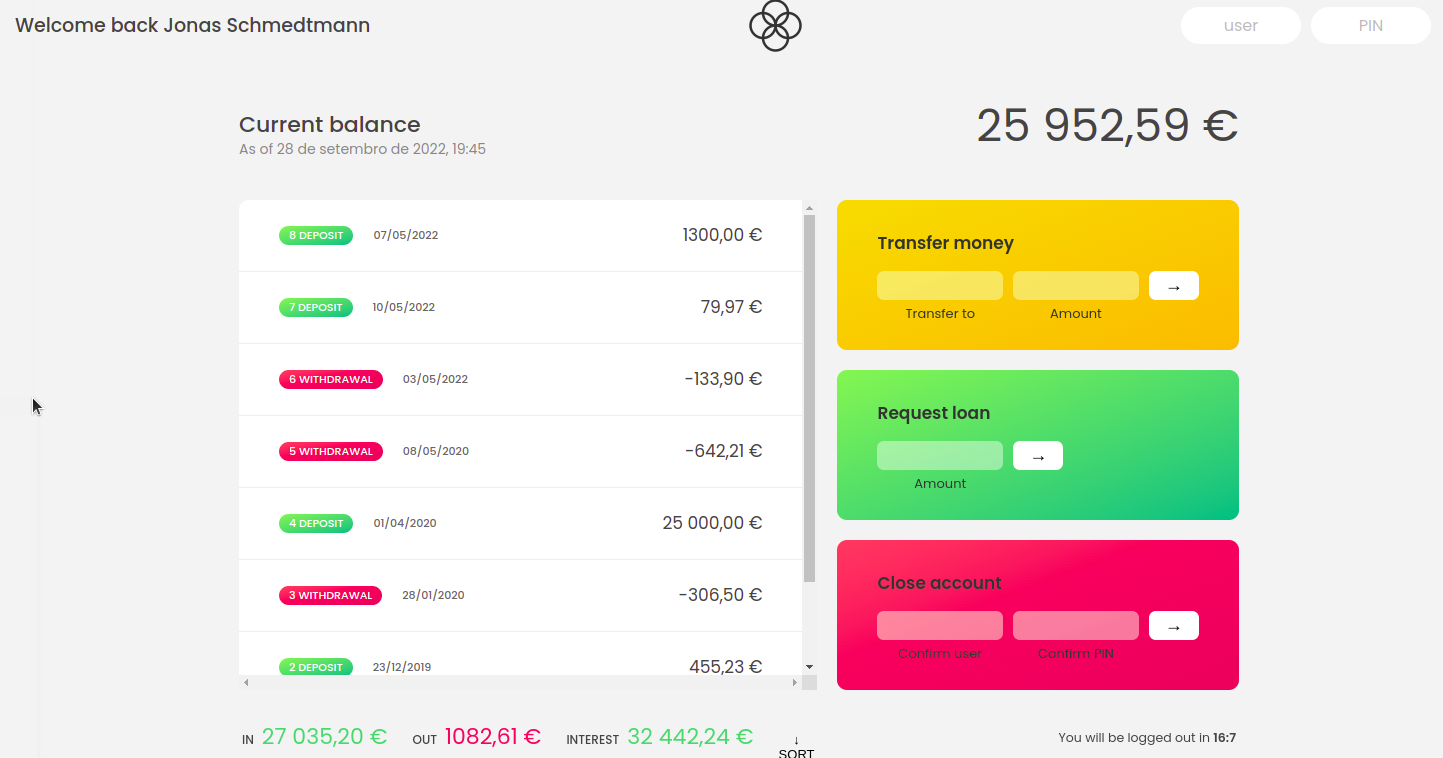 Welcome back Jonas Schmedtmann
user PIN
Current balance
As of 28 de setembro de 2022, 19:45
25 952,59 €
8 DEPOSIT 07/05/2022 1300,00 €
7 DEPOSIT 10/05/2022 79,97 €
6 WITHDRAWAL 03/05/2022 -133,90 €
5 WITHDRAWAL 08/05/2020 -642,21 €
4 DEPOSIT 01/04/2020 25 000,00 €
3 WITHDRAWAL 28/01/2020 -306,50 €
2 DEPOSIT 23/12/2019 455,23 €
Transfer money
→
Transfer to Amount
Request loan
→
Amount
Close account
→
Confirm user Confirm PIN
IN 27 035,20 € OUT 1082,61 € INTEREST 32 442,24 €
↓
SORT
You will be logged out in 16:7